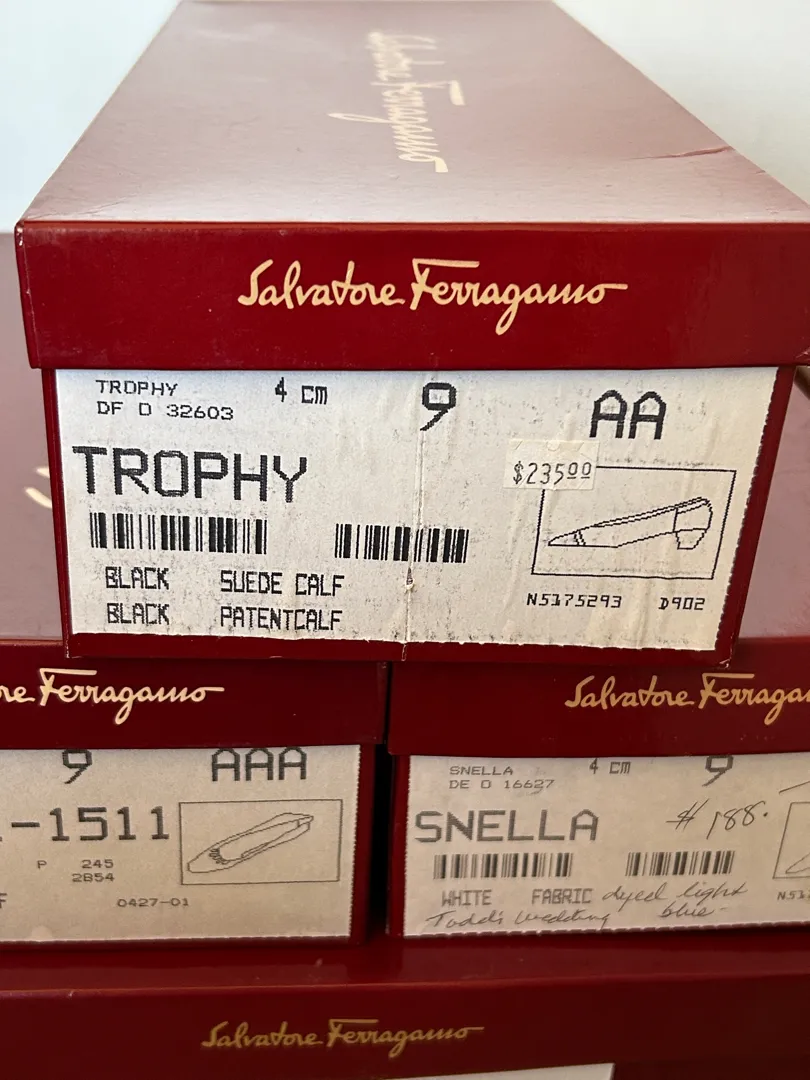 Salvatore Ferragamo
Salvatore Ferragamo
TROPHY 4 cm 9 AA
DF D 32603
TROPHY
$235.00
BLACK SUEDE CALF
BLACK PATENTCALF
N5175293 D902
Ferragamo
9 AAA
-1511
P 245
2854
0427-01
Salvatore Ferragamo
SNELLA 4 cm 9
DE D 16627
SNELLA # 188.
WHITE FABRIC dyed light
Todd's Wedding blue-
Salvatore Ferragamo